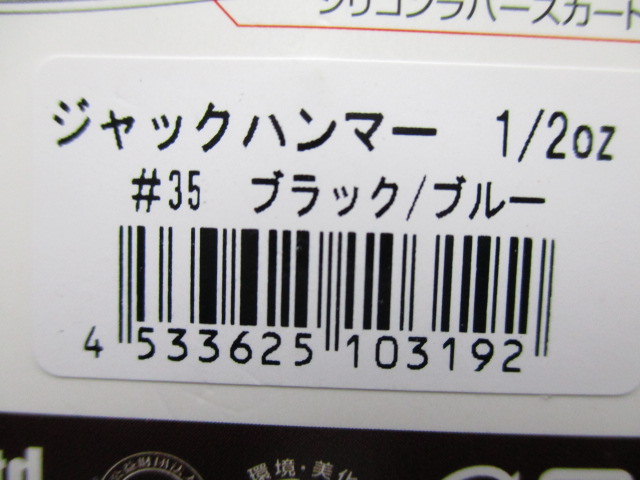 シリコンラバースカート
ジャックハンマー 1/2oz
#35 ブラック/ブルー
4 533625 103192
td
環境・美化